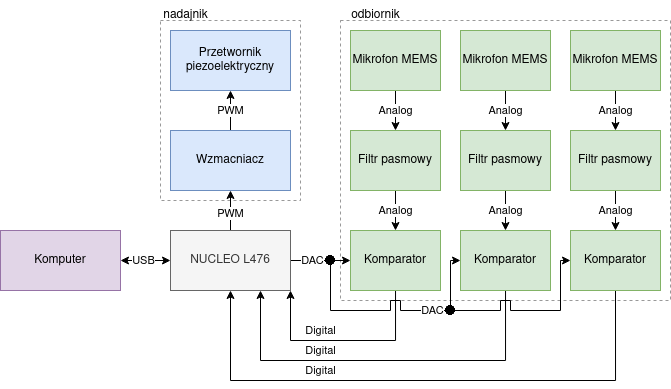 nadajnik
odbiornik
Przetwornik
piezoelektryczny
Mikrofon MEMS
Mikrofon MEMS
Mikrofon MEMS
PWM
Analog
Analog
Analog
Wzmacniacz
Filtr pasmowy
Filtr pasmowy
Filtr pasmowy
PWM
Analog
Analog
Analog
Komputer
USB
NUCLEO L476
DAC
Komparator
Komparator
Komparator
DAC
Digital
Digital
Digital